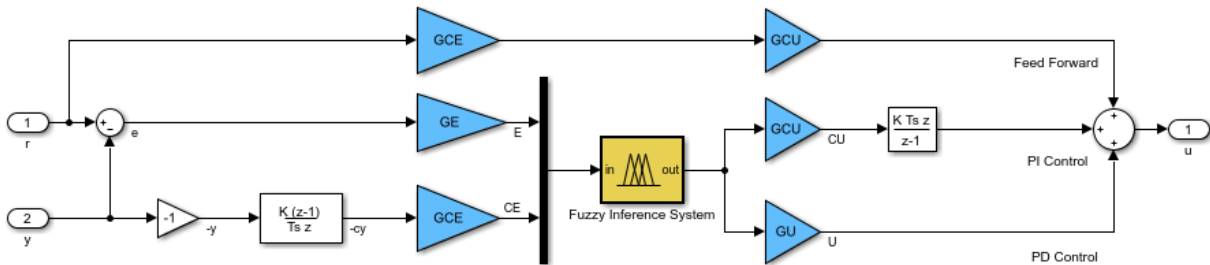 GCE
GCU
Feed Forward
1
r
+
−
e
GE
E
GCU
CU
K Ts z
z-1
+
+
+
1
u
PI Control
in
out
Fuzzy Inference System
2
y
-1
-y
K (z-1)
Ts z
-cy
GCE
CE
GU
U
PD Control